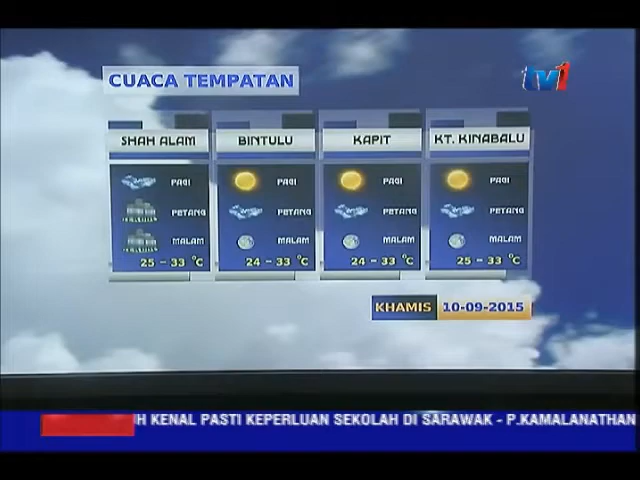 CUACA TEMPATAN
tv1
SHAH ALAM
PAGI
PETANG
MALAM
25 - 33 °C
BINTULU
PAGI
PETANG
MALAM
24 - 33 °C
KAPIT
PAGI
PETANG
MALAM
24 - 33 °C
KT. KINABALU
PAGI
PETANG
MALAM
25 - 33 °C
KHAMIS 10-09-2015
H KENAL PASTI KEPERLUAN SEKOLAH DI SARAWAK - P.KAMALANATHAN